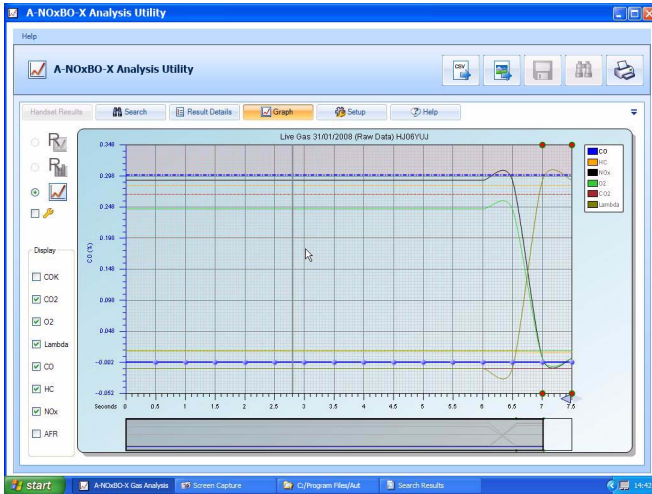 A-NOxBO-X Analysis Utility
Help
A-NOxBO-X Analysis Utility
CSV
Handset Results
Search
Result Details
Graph
Setup
Help
Live Gas 31/01/2008 (Raw Data) HJ06YUJ
0.348
0.298
0.248
0.198
0.148
0.098
0.048
-0.002
-0.052
CO (%)
Seconds 0 0.5 1 1.5 2 2.5 3 3.5 4 4.5 5 5.5 6 6.5 7 7.5
CO
HC
NOx
O2
CO2
Lambda
Display
COK
CO2
O2
Lambda
CO
HC
NOx
AFR
start
A-NOxBO-X Gas Analysis
Screen Capture
C:/Program Files/Aut
Search Results
14:42